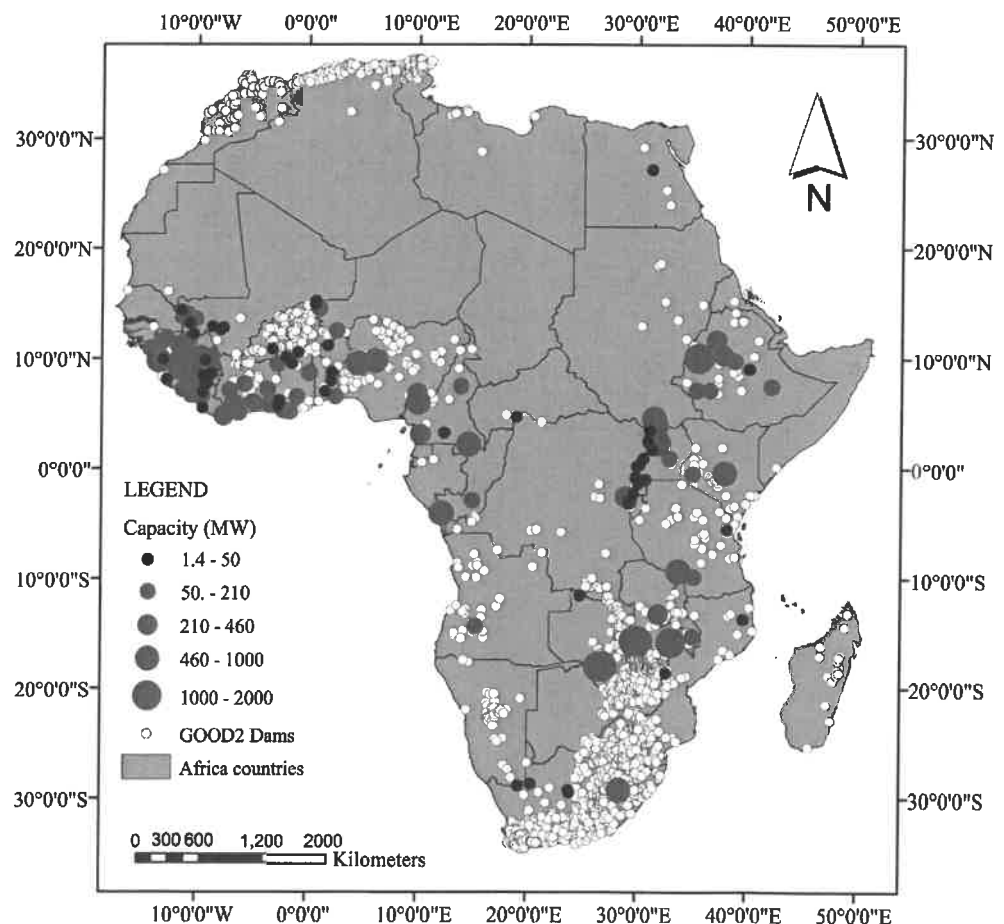 10°0'0"W 0°0'0" 10°0'0"E 20°0'0"E 30°0'0"E 40°0'0"E 50°0'0"E
30°0'0"N 30°0'0"N
N
20°0'0"N 20°0'0"N
10°0'0"N 10°0'0"N
0°0'0" 0°0'0"
LEGEND
Capacity (MW)
1.4 - 50
50. - 210
10°0'0"S 10°0'0"S
210 - 460
460 - 1000
1000 - 2000
20°0'0"S 20°0'0"S
GOOD2 Dams
Africa countries
30°0'0"S 30°0'0"S
0 300 600 1,200 2000
Kilometers
10°0'0"W 0°0'0"E 10°0'0"E 20°0'0"E 30°0'0"E 40°0'0"E 50°0'0"E